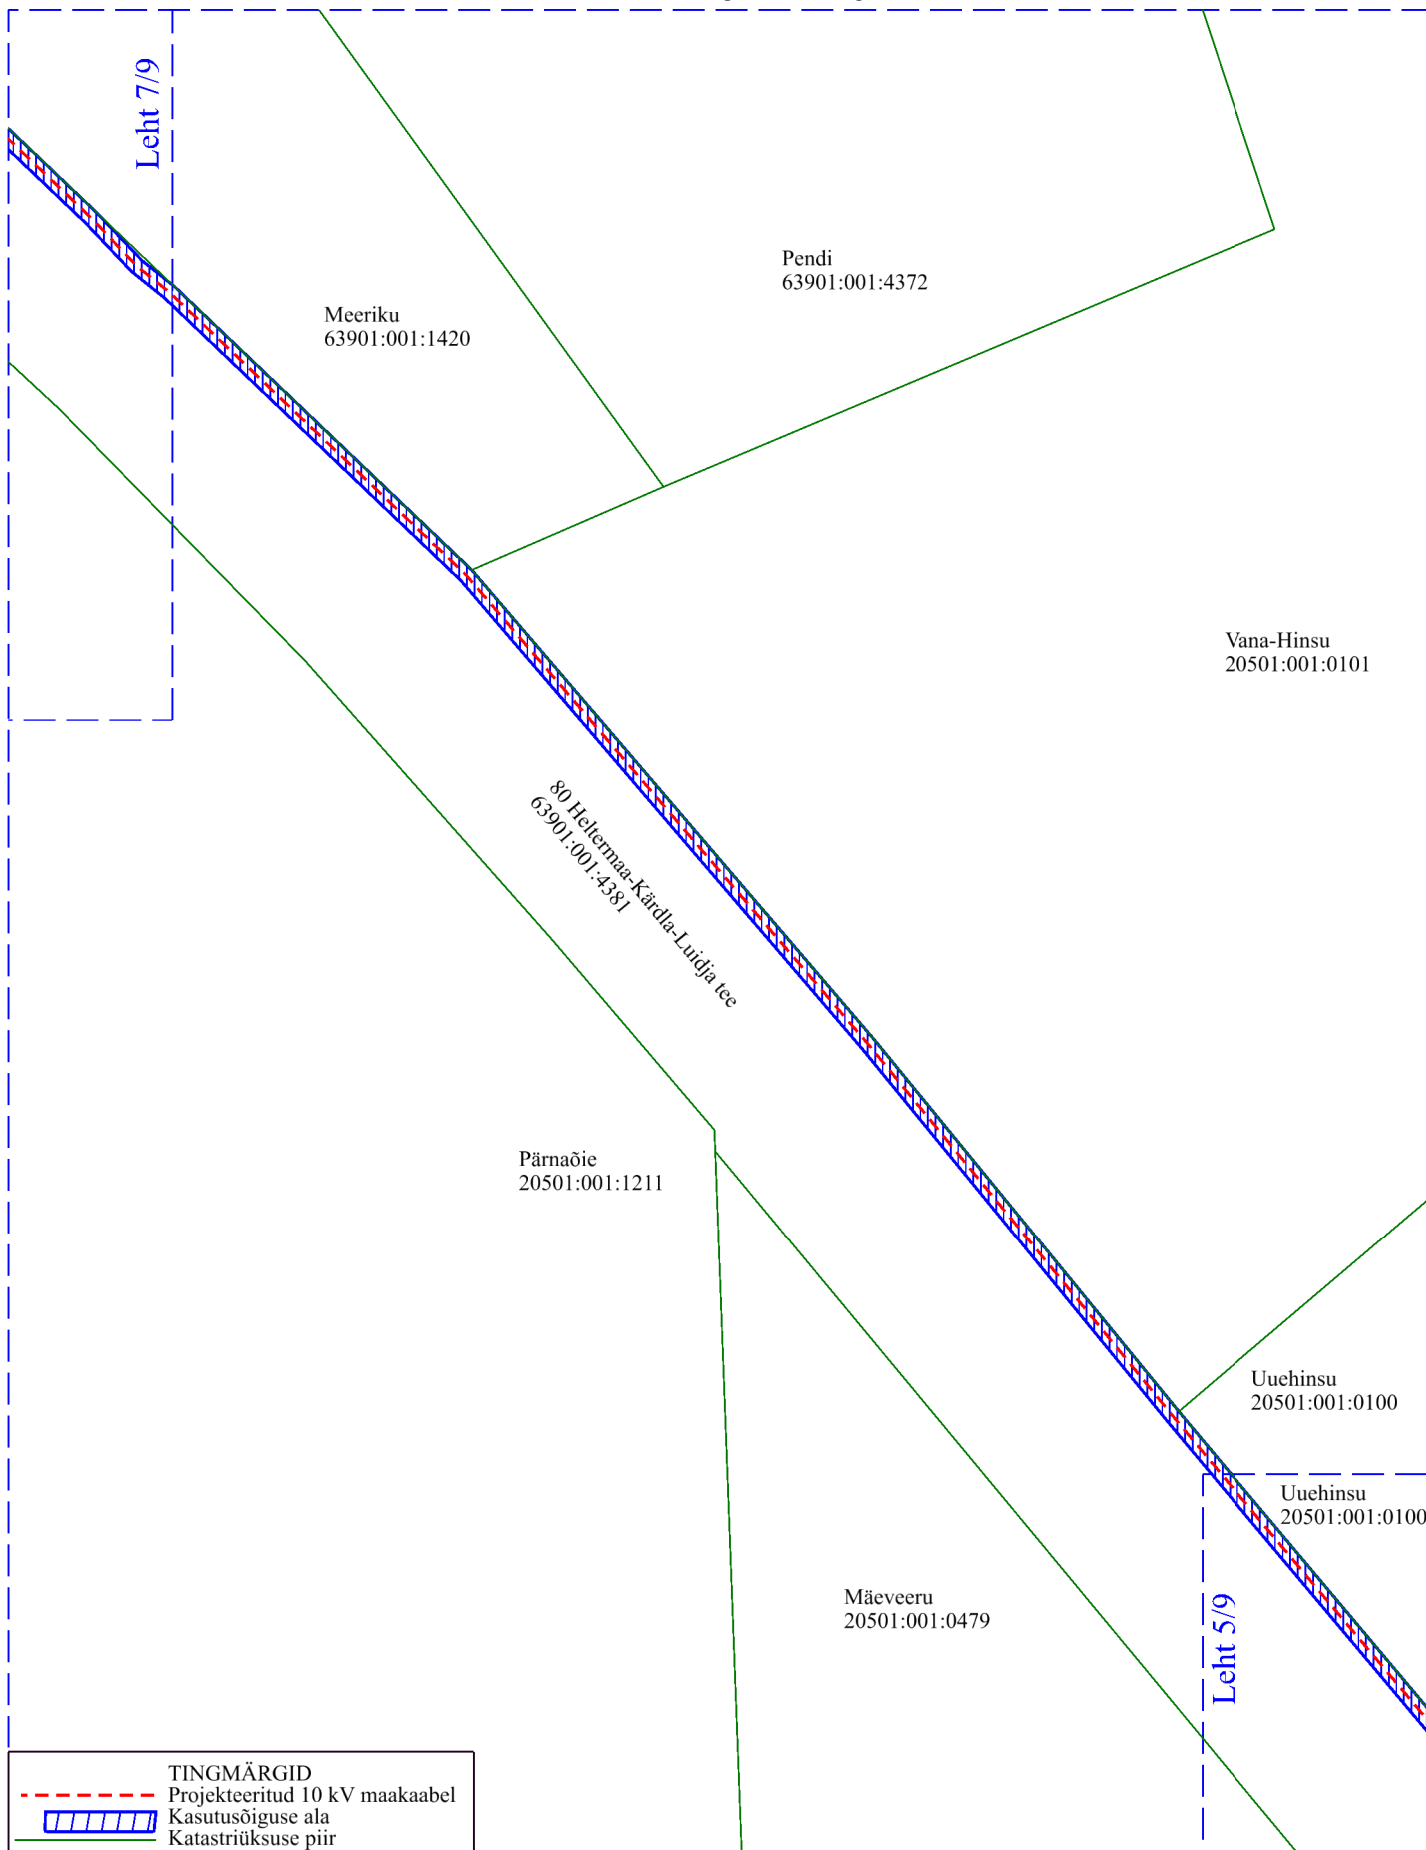 Leht 7/9
Pendi
63901:001:4372
Meeriku
63901:001:1420
Vana-Hinsu
20501:001:0101
80 Heltermaa-Kärdla-Luidja tee
63901:001:4381
Pärnaõie
20501:001:1211
Uuehinsu
20501:001:0100
Uuehinsu
20501:001:0100
Mäeveeru
20501:001:0479
Leht 5/9
TINGMÄRGID
Projekteeritud 10 kV maakaabel
Kasutusõiguse ala
Katastriüksuse piir